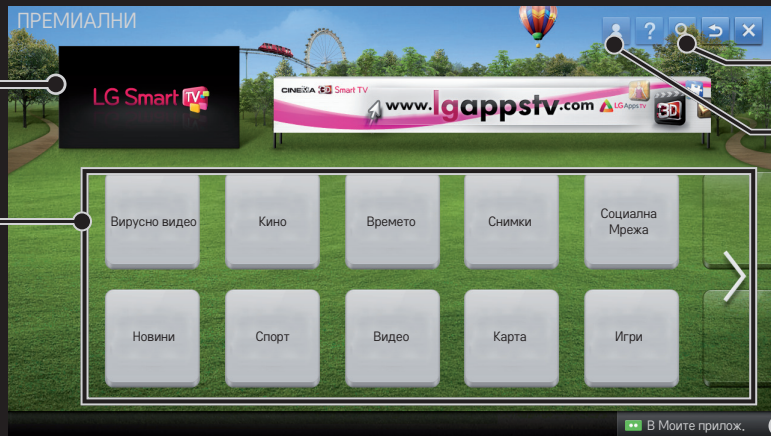 ПРЕМИАЛНИ
?
LG Smart TV
CINEMA 3D Smart TV
www.lgappstv.com LG Apps TV
3D
Вирусно видео
Кино
Времето
Снимки
Социална
Мрежа
Новини
Спорт
Видео
Карта
Игри
В Моите прилож.